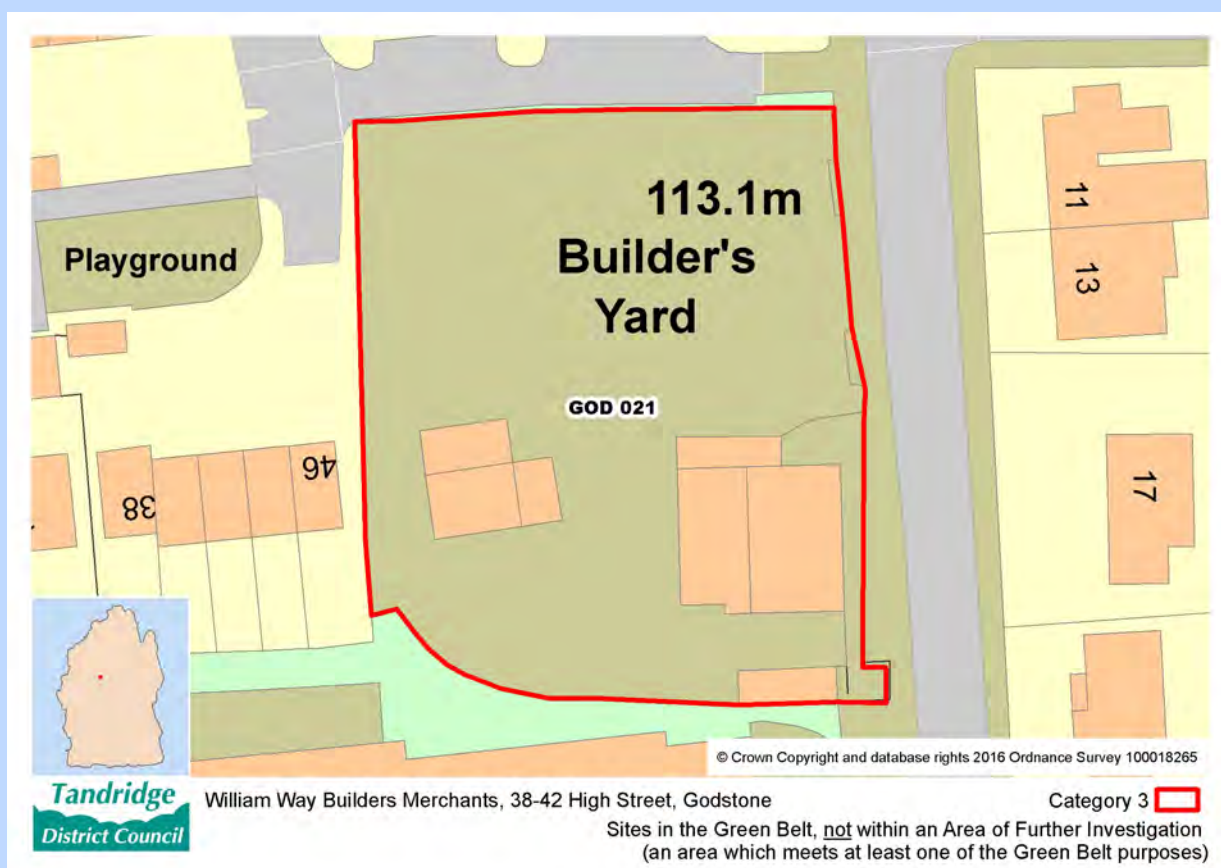 113.1m
Builder's
Yard
Playground
GOD 021
11
13
17
46
38
© Crown Copyright and database rights 2016 Ordnance Survey 100018265
Tandridge
District Council
William Way Builders Merchants, 38-42 High Street, Godstone
Category 3
Sites in the Green Belt, not within an Area of Further Investigation
(an area which meets at least one of the Green Belt purposes)